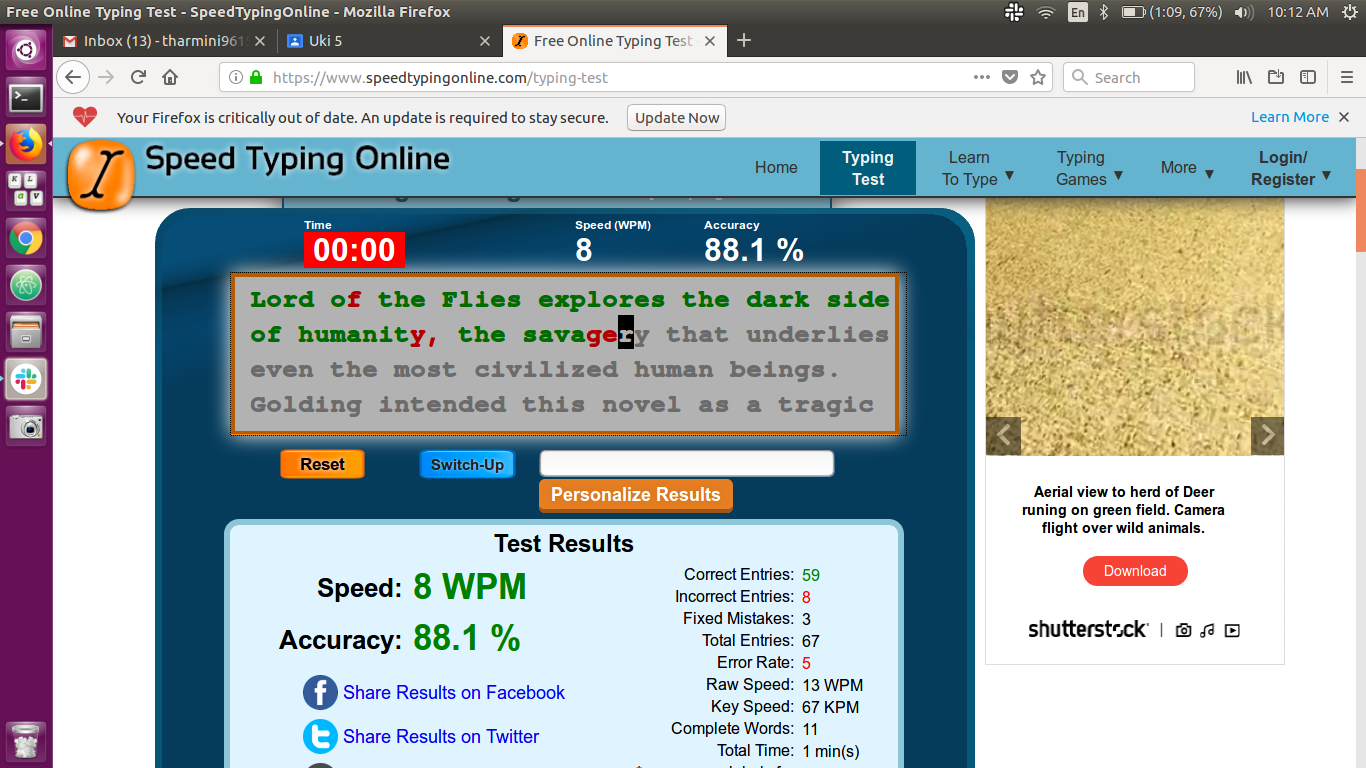 Free Online Typing Test - SpeedTypingOnline - Mozilla Firefox
En
(1:09, 67%)
10:12 AM
Inbox (13) - tharmini961
Uki 5
Free Online Typing Test
https://www.speedtypingonline.com/typing-test
Search
Your Firefox is critically out of date. An update is required to stay secure.
Update Now
Learn More
Speed Typing Online
Home
Typing
Test
Learn
To Type ▼
Typing
Games ▼
More ▼
Login/
Register ▼
Time
00:00
Speed (WPM)
8
Accuracy
88.1 %
Lord of the Flies explores the dark side
of humanity, the savagery that underlies
even the most civilized human beings.
Golding intended this novel as a tragic
Reset
Switch-Up
Personalize Results
Test Results
Speed: 8 WPM
Accuracy: 88.1 %
Share Results on Facebook
Share Results on Twitter
Correct Entries: 59
Incorrect Entries: 8
Fixed Mistakes: 3
Total Entries: 67
Error Rate: 5
Raw Speed: 13 WPM
Key Speed: 67 KPM
Complete Words: 11
Total Time: 1 min(s)
Aerial view to herd of Deer
runing on green field. Camera
flight over wild animals.
Download
shutterstock
K L
a v